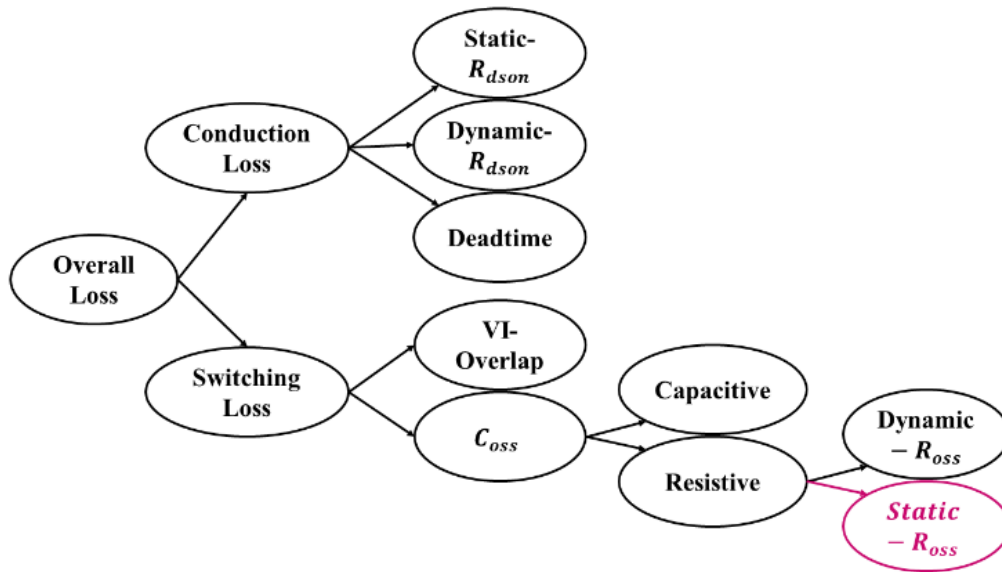 Static-
R_dson
Conduction
Loss
Dynamic-
R_dson
Deadtime
Overall
Loss
VI-
Overlap
Switching
Loss
C_oss
Capacitive
Resistive
Dynamic
− R_oss
Static
− R_oss